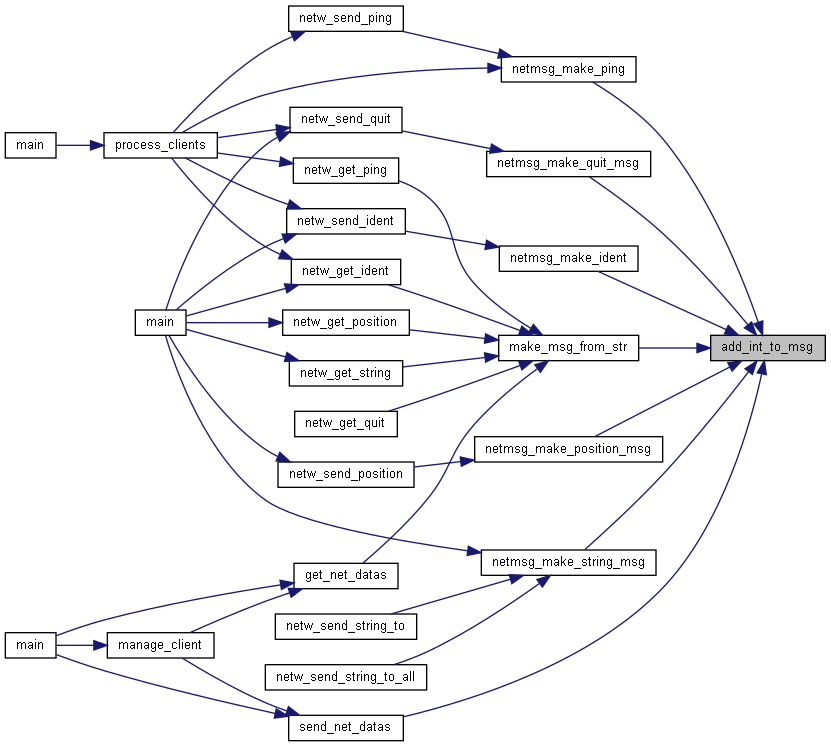 netw_send_ping
netmsg_make_ping
netw_send_quit
main
process_clients
netmsg_make_quit_msg
netw_get_ping
netw_send_ident
netmsg_make_ident
netw_get_ident
main
netw_get_position
make_msg_from_str
add_int_to_msg
netw_get_string
netw_get_quit
netmsg_make_position_msg
netw_send_position
netmsg_make_string_msg
get_net_datas
netw_send_string_to
main
manage_client
netw_send_string_to_all
send_net_datas